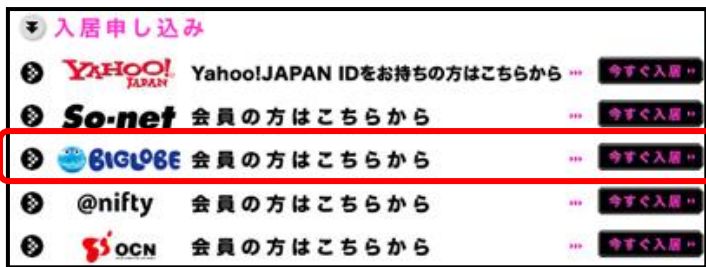 入居申し込み
YAHOO! JAPAN Yahoo!JAPAN IDをお持ちの方はこちらから … 今すぐ入居
So-net 会員の方はこちらから … 今すぐ入居
BIGLOBE 会員の方はこちらから … 今すぐ入居
@nifty 会員の方はこちらから … 今すぐ入居
OCN 会員の方はこちらから … 今すぐ入居